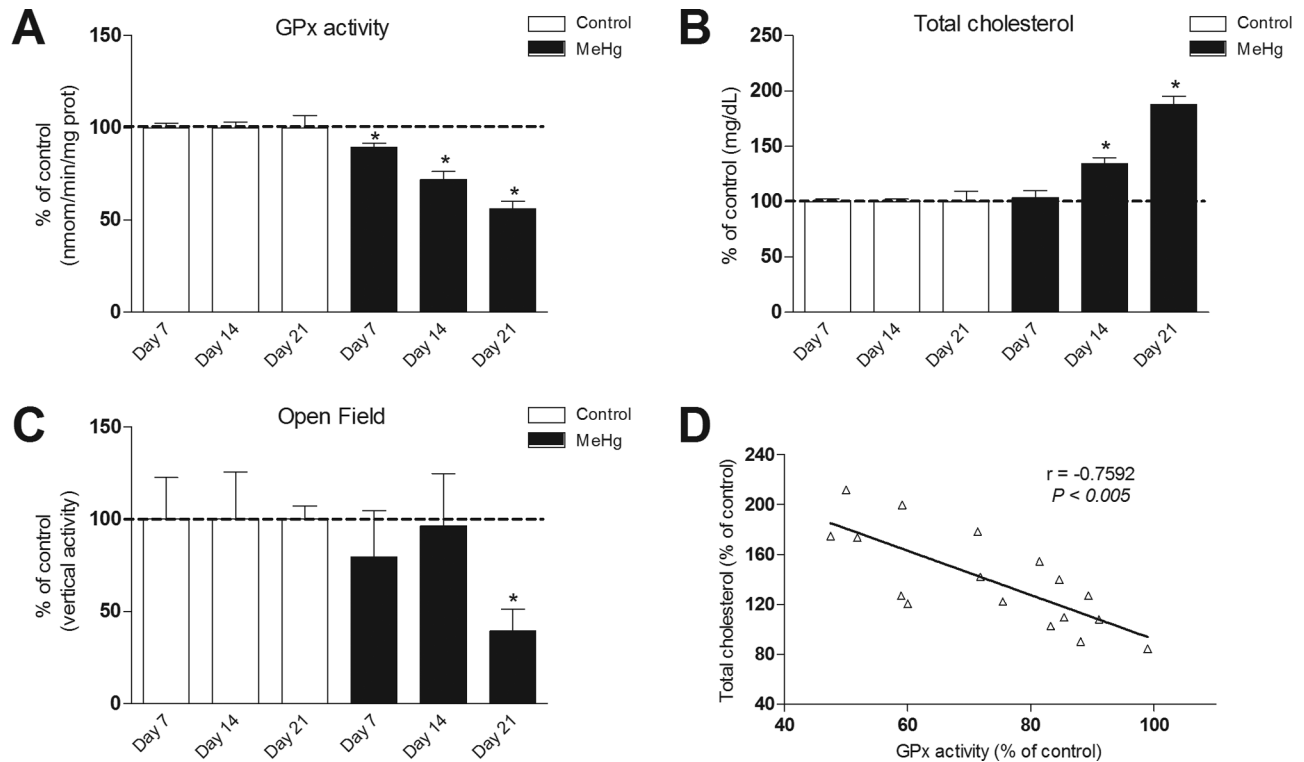 A
GPx activity
Control
MeHg
150
100
50
0
% of control
(nmom/min/mg prot)
*
*
*
Day 7
Day 14
Day 21
Day 7
Day 14
Day 21
B
Total cholesterol
Control
MeHg
250
200
150
100
50
0
% of control (mg/dL)
*
*
Day 7
Day 14
Day 21
Day 7
Day 14
Day 21
C
Open Field
Control
MeHg
150
100
50
0
% of control
(vertical activity)
*
Day 7
Day 14
Day 21
Day 7
Day 14
Day 21
D
240
200
160
120
80
40
Total cholesterol (% of control)
r = -0.7592
P < 0.005
40
60
80
100
GPx activity (% of control)